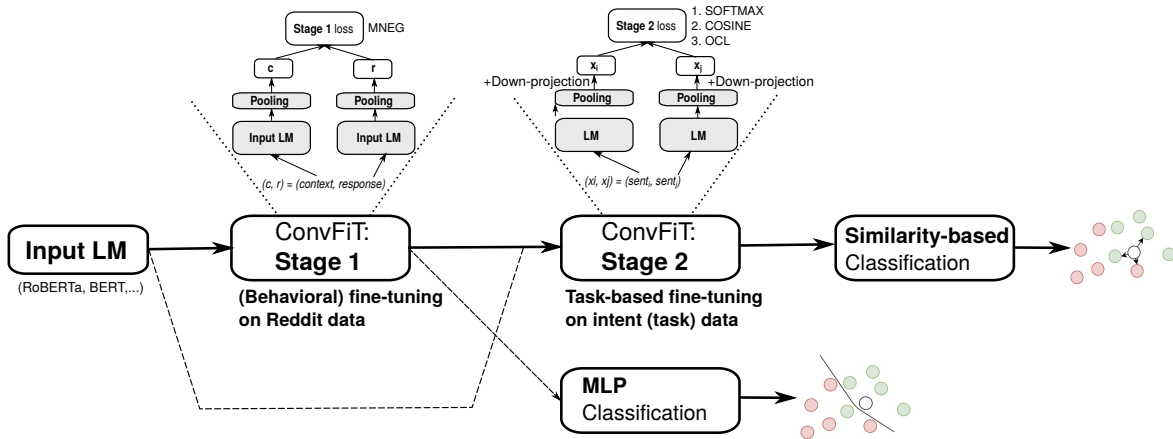 Stage 1 loss
MNEG
c
r
Pooling
Pooling
Input LM
Input LM
(c, r) = (context, response)
Stage 2 loss
1. SOFTMAX
2. COSINE
3. OCL
xi
xj
+Down-projection
+Down-projection
Pooling
Pooling
LM
LM
(xi, xj) = (senti, sentj)
Input LM
(RoBERTa, BERT,...)
ConvFiT:
Stage 1
(Behavioral) fine-tuning
on Reddit data
ConvFiT:
Stage 2
Task-based fine-tuning
on intent (task) data
Similarity-based
Classification
MLP
Classification